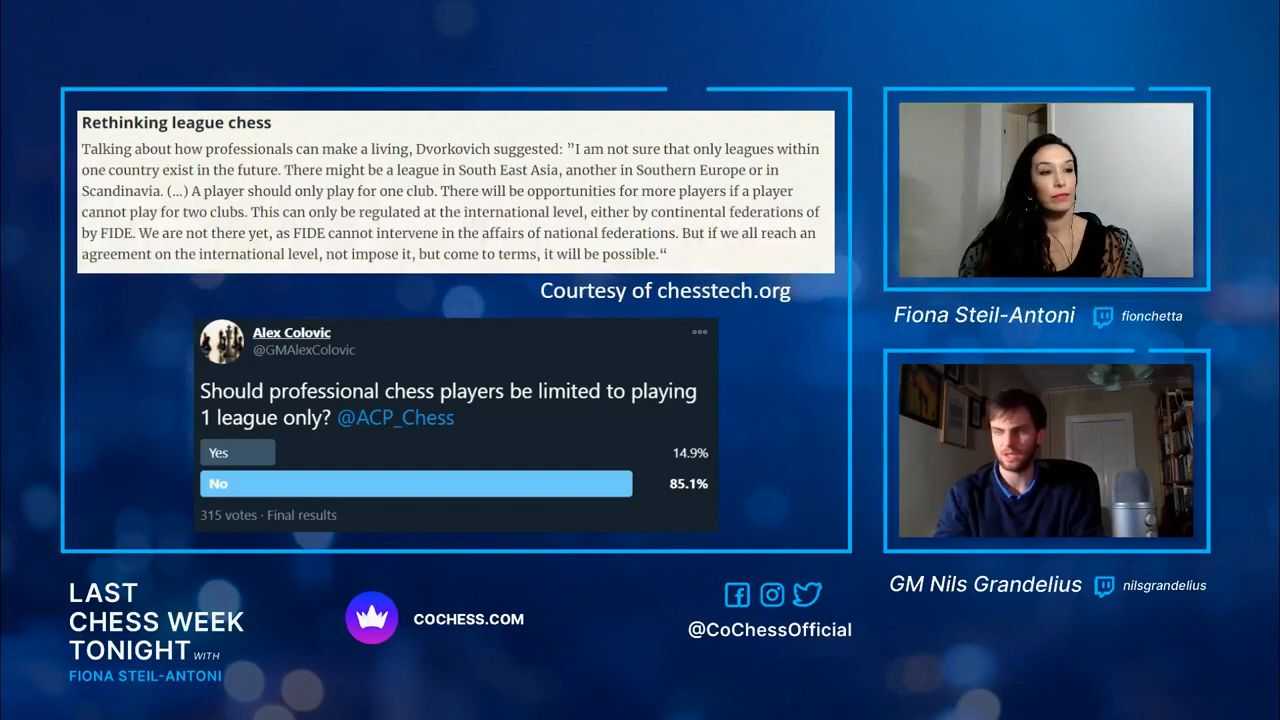 Rethinking league chess
Talking about how professionals can make a living, Dvorkovich suggested: ”I am not sure that only leagues within
one country exist in the future. There might be a league in South East Asia, another in Southern Europe or in
Scandinavia. (...) A player should only play for one club. There will be opportunities for more players if a player
cannot play for two clubs. This can only be regulated at the international level, either by continental federations of
by FIDE. We are not there yet, as FIDE cannot intervene in the affairs of national federations. But if we all reach an
agreement on the international level, not impose it, but come to terms, it will be possible.“
Courtesy of chesstech.org
Alex Colovic
@GMAlexColovic
Should professional chess players be limited to playing
1 league only? @ACP_Chess
Yes 14.9%
No 85.1%
315 votes · Final results
Fiona Steil-Antoni fionchetta
GM Nils Grandelius nilsgrandelius
LAST
CHESS WEEK
TONIGHT WITH
FIONA STEIL-ANTONI
COCHESS.COM
@CoChessOfficial